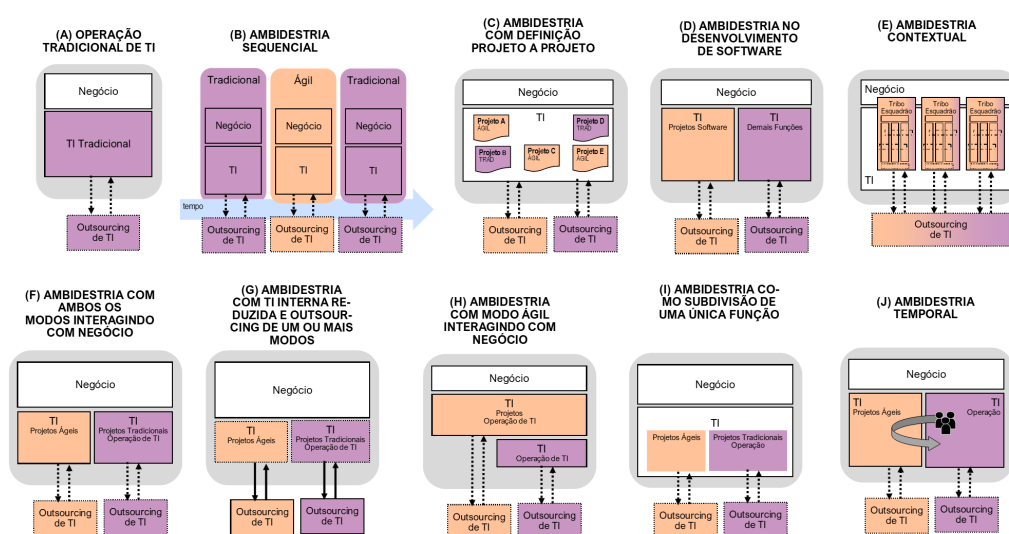 (A) OPERAÇÃO
TRADICIONAL DE TI
Negócio
TI Tradicional
Outsourcing
de TI
(B) AMBIDESTRIA
SEQUENCIAL
Tradicional
Ágil
Tradicional
Negócio
Negócio
Negócio
TI
TI
TI
tempo
Outsourcing
de TI
Outsourcing
de TI
Outsourcing
de TI
(C) AMBIDESTRIA
COM DEFINIÇÃO
PROJETO A PROJETO
Negócio
TI
Projeto A
ÁGIL
Projeto D
TRAD
Projeto B
TRAD
Projeto C
ÁGIL
Projeto E
ÁGIL
Outsourcing
de TI
Outsourcing
de TI
(D) AMBIDESTRIA NO
DESENVOLVIMENTO
DE SOFTWARE
Negócio
TI
Projetos Software
TI
Demais Funções
Outsourcing
de TI
Outsourcing
de TI
(E) AMBIDESTRIA
CONTEXTUAL
Negócio
Tribo
Esquadrão
Tribo
Esquadrão
Tribo
Esquadrão
TI
Outsourcing
de TI
(F) AMBIDESTRIA COM
AMBOS OS
MODOS INTERAGINDO
COM NEGÓCIO
Negócio
TI
Projetos Ágeis
TI
Projetos Tradicionais
Operação de TI
Outsourcing
de TI
Outsourcing
de TI
(G) AMBIDESTRIA
COM TI INTERNA RE-
DUZIDA E OUTSOUR-
CING DE UM OU MAIS
MODOS
Negócio
TI
Projetos Ágeis
TI
Projetos Tradicionais
Operação de TI
Outsourcing
de TI
Outsourcing
de TI
(H) AMBIDESTRIA
COM MODO ÁGIL
INTERAGINDO COM
NEGÓCIO
Negócio
TI
Projetos
Operação de TI
TI
Operação de TI
Outsourcing
de TI
Outsourcing
de TI
(I) AMBIDESTRIA CO-
MO SUBDIVISÃO DE
UMA ÚNICA FUNÇÃO
Negócio
TI
Projetos Ágeis
Projetos Tradicionais
Operação
Outsourcing
de TI
Outsourcing
de TI
(J) AMBIDESTRIA
TEMPORAL
Negócio
TI
Projetos Ágeis
TI
Operação
Outsourcing
de TI
Outsourcing
de TI